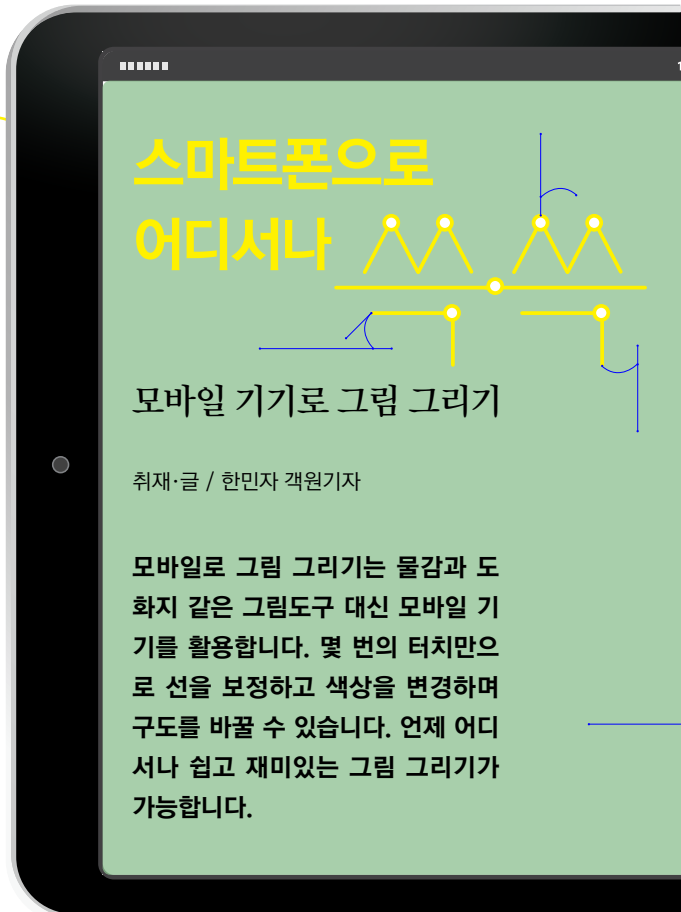 스마트폰으로
어디서나 쓱쓱
모바일 기기로 그림 그리기
취재·글 / 한민자 객원기자
모바일로 그림 그리기는 물감과 도
화지 같은 그림도구 대신 모바일 기
기를 활용합니다. 몇 번의 터치만으
로 선을 보정하고 색상을 변경하며
구도를 바꿀 수 있습니다. 언제 어디
서나 쉽고 재미있는 그림 그리기가
가능합니다.